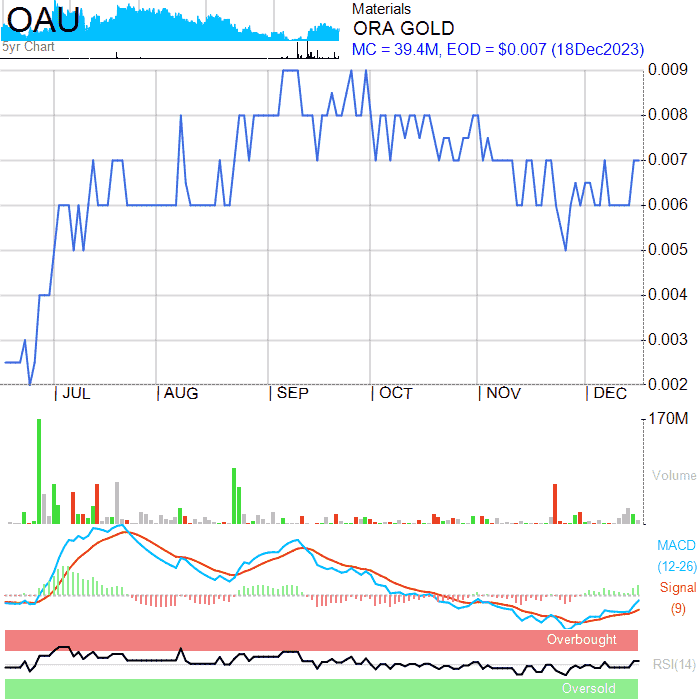 OAU
5yr Chart
Materials
ORA GOLD
MC = 39.4M, EOD = $0.007 (18Dec2023)
0.009
0.008
0.007
0.006
0.005
0.004
0.003
0.002
| JUL | AUG | SEP | OCT | NOV | DEC
170M
Volume
MACD
(12-26)
Signal
(9)
Overbought
RSI(14)
Oversold